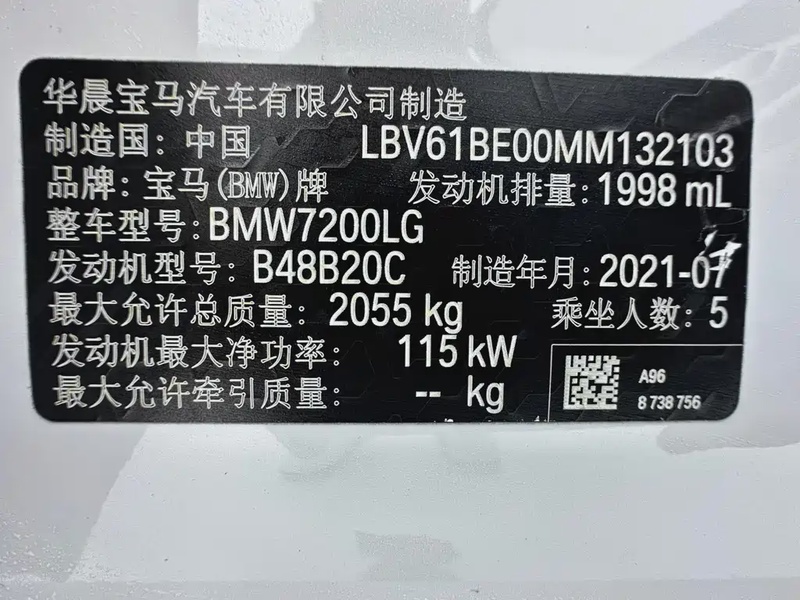 华晨宝马汽车有限公司制造
制造国: 中国 LBV61BE00MM132103
品牌: 宝马(BMW)牌 发动机排量: 1998 mL
整车型号: BMW7200LG
发动机型号: B48B20C 制造年月: 2021-07
最大允许总质量: 2055 kg 乘坐人数: 5
发动机最大净功率: 115 kW
最大允许牵引质量: -- kg
A96
8 738 756